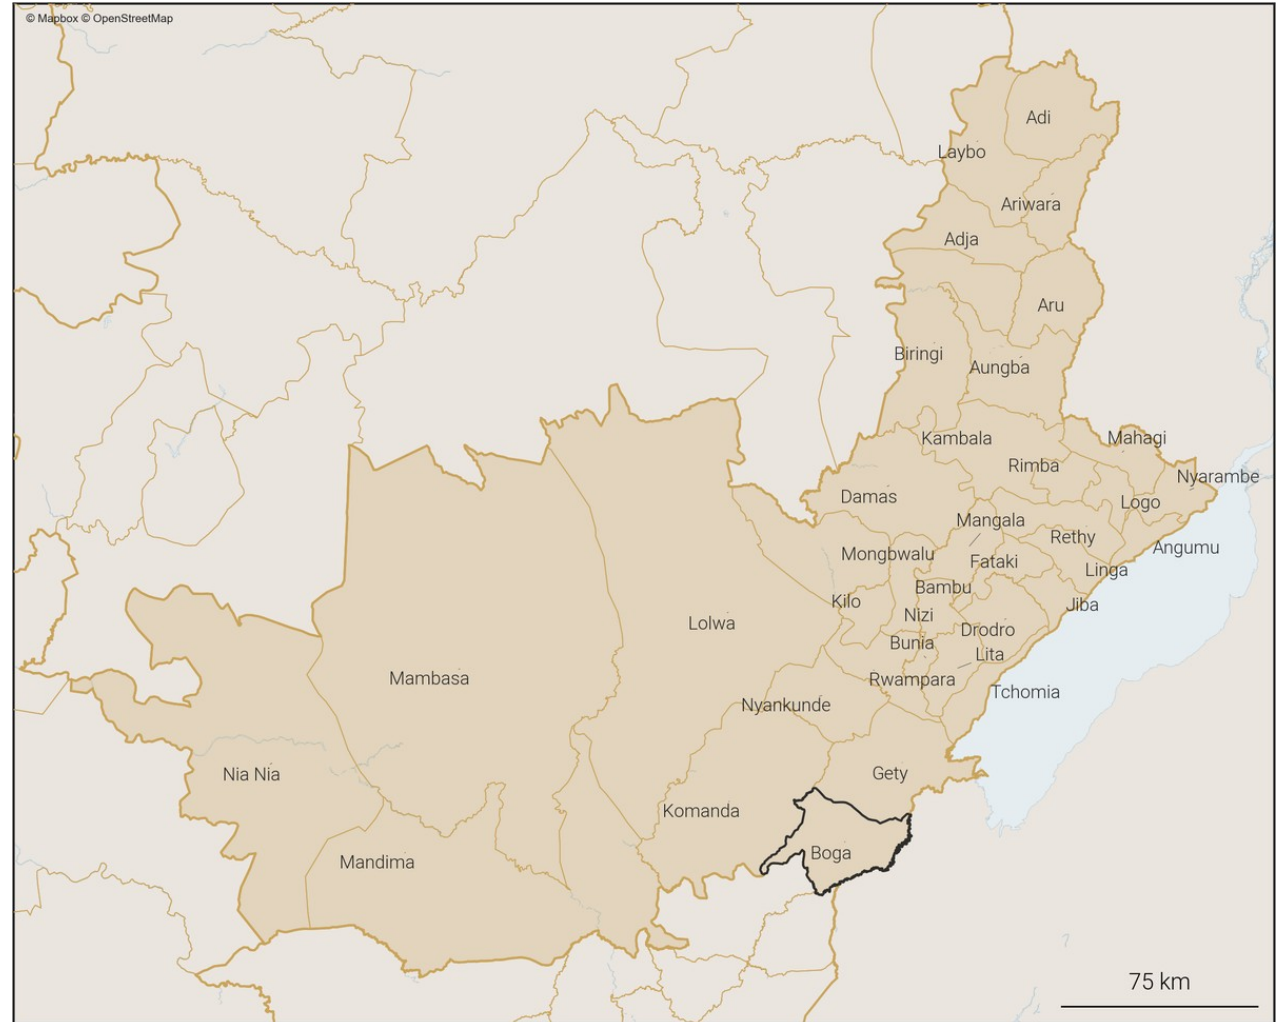 © Mapbox © OpenStreetMap
Adi
Laybo
Ariwara
Adja
Aru
Biringi
Aungba
Kambala
Mahagi
Rimba
Nyarambe
Damas
Logo
Mangala
Rethy
Angumu
Mongbwalu
Fataki
Linga
Bambu
Kilo
Jiba
Nizi
Lolwa
Drodro
Bunia
Lita
Mambasa
Rwampara
Tchomia
Nyankunde
Nia Nia
Gety
Komanda
Boga
Mandima
75 km